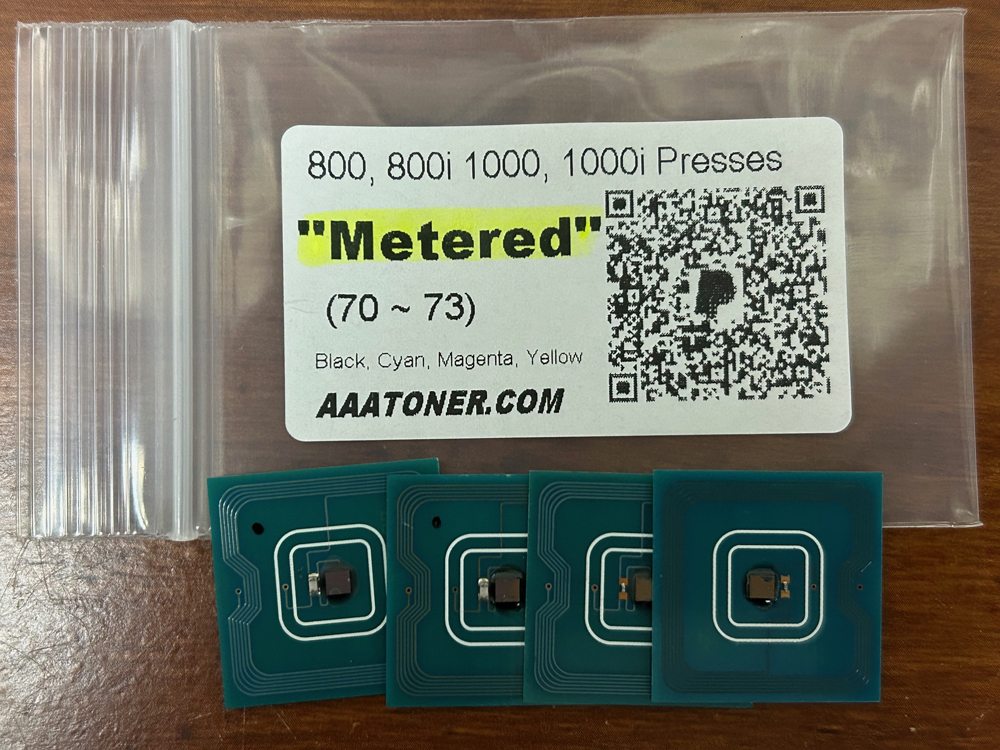 800, 800i 1000, 1000i Presses
"Metered"
(70 ~ 73)
Black, Cyan, Magenta, Yellow
AAATONER.COM